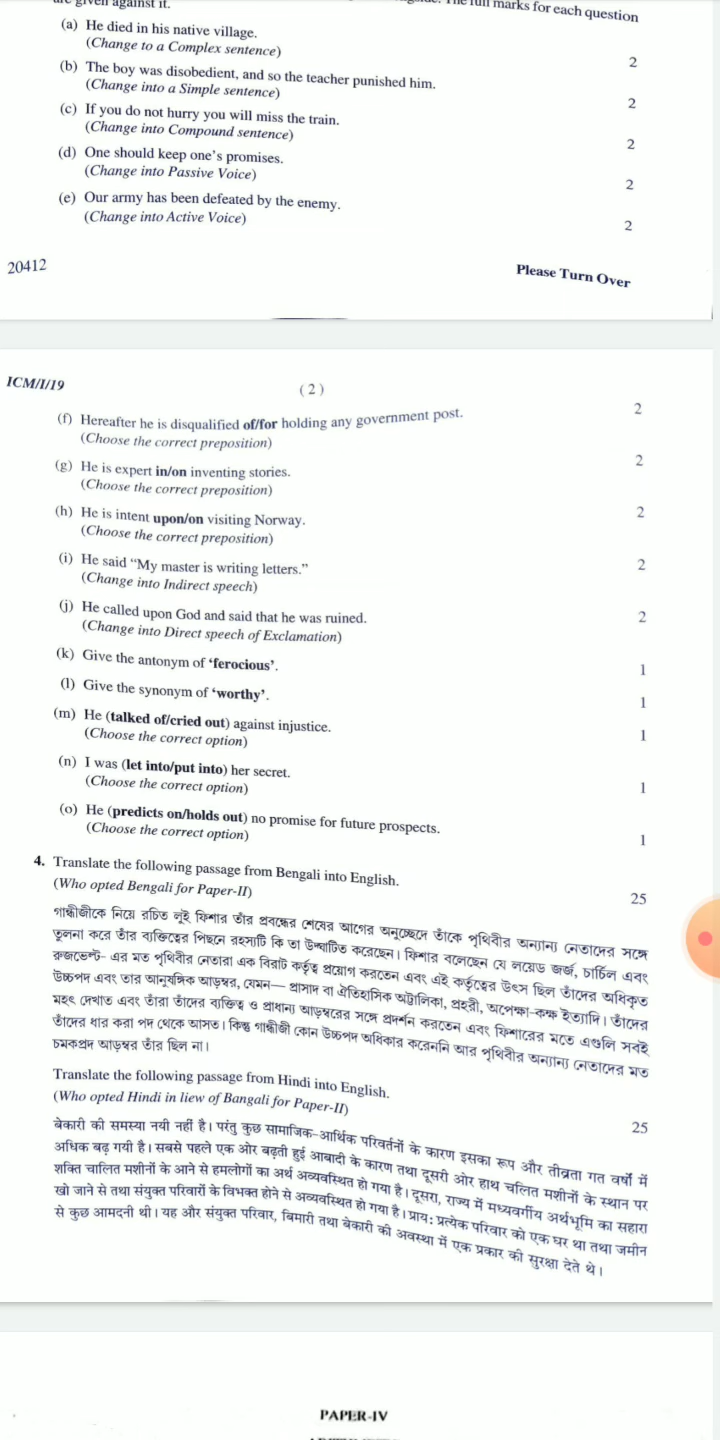 are given against it.
marks for each question
(a) He died in his native village.
(Change to a Complex sentence)
2
(b) The boy was disobedient, and so the teacher punished him.
(Change into a Simple sentence)
2
(c) If you do not hurry you will miss the train.
(Change into Compound sentence)
2
(d) One should keep one's promises.
(Change into Passive Voice)
2
(e) Our army has been defeated by the enemy.
(Change into Active Voice)
2
20412
Please Turn Over
ICM/I/19
( 2 )
(f) Hereafter he is disqualified of/for holding any government post.
(Choose the correct preposition)
2
(g) He is expert in/on inventing stories.
(Choose the correct preposition)
2
(h) He is intent upon/on visiting Norway.
(Choose the correct preposition)
2
(i) He said “My master is writing letters.”
(Change into Indirect speech)
2
(j) He called upon God and said that he was ruined.
(Change into Direct speech of Exclamation)
2
(k) Give the antonym of ‘ferocious’.
1
(l) Give the synonym of ‘worthy’.
1
(m) He (talked of/cried out) against injustice.
(Choose the correct option)
1
(n) I was (let into/put into) her secret.
(Choose the correct option)
1
(o) He (predicts on/holds out) no promise for future prospects.
(Choose the correct option)
1
4. Translate the following passage from Bengali into English.
(Who opted Bengali for Paper-II)
25
গান্ধীজীকে নিয়ে রচিত লুই ফিশার তাঁর প্রবন্ধের শেষের আগের অনুচ্ছেদে তাঁকে পৃথিবীর অন্যান্য নেতাদের সঙ্গে
তুলনা করে তাঁর ব্যক্তিত্বের পিছনে রহস্যটি কি তা উদ্ঘাটিত করেছেন। ফিশার বলেছেন যে লয়েড জর্জ, চার্চিল এবং
রুজভেল্ট- এর মত পৃথিবীর নেতারা এক বিরাট কর্তৃত্ব প্রয়োগ করতেন এবং এই কর্তৃত্বের উৎস ছিল তাঁদের অধিকৃত
উচ্চপদ এবং তার আনুষঙ্গিক আড়ম্বর, যেমন— প্রাসাদ বা ঐতিহাসিক অট্টালিকা, প্রহরী, অপেক্ষা-কক্ষ ইত্যাদি। তাঁদের
মহৎ দেখাত এবং তাঁরা তাঁদের ব্যক্তিত্ব ও প্রাধান্য আড়ম্বরের সঙ্গে প্রদর্শন করতেন এবং ফিশারের মতে এগুলি সবই
তাঁদের ধার করা পদ থেকে আসত। কিন্তু গান্ধীজী কোন উচ্চপদ অধিকার করেননি আর পৃথিবীর অন্যান্য নেতাদের মত
চমকপ্রদ আড়ম্বর তাঁর ছিল না।
Translate the following passage from Hindi into English.
(Who opted Hindi in liew of Bangali for Paper-II)
25
बेकारी की समस्या नयी नहीं है। परंतु कुछ सामाजिक-आर्थिक परिवर्तनों के कारण इसका रूप और तीव्रता गत वर्षों में
अधिक बढ़ गयी है। सबसे पहले एक ओर बढ़ती हुई आबादी के कारण तथा दूसरी ओर हाथ चलित मशीनों के स्थान पर
शक्ति चालित मशीनों के आने से हमलोगों का अर्थ अव्यवस्थित हो गया है। दूसरा, राज्य में मध्यवर्गीय अर्थभूमि का सहारा
खो जाने से तथा संयुक्त परिवारों के विभक्त होने से अव्यवस्थित हो गया है। प्राय: प्रत्येक परिवार को एक घर था तथा जमीन
से कुछ आमदनी थी। यह और संयुक्त परिवार, बिमारी तथा बेकारी की अवस्था में एक प्रकार की सुरक्षा देते थे।
PAPER-IV